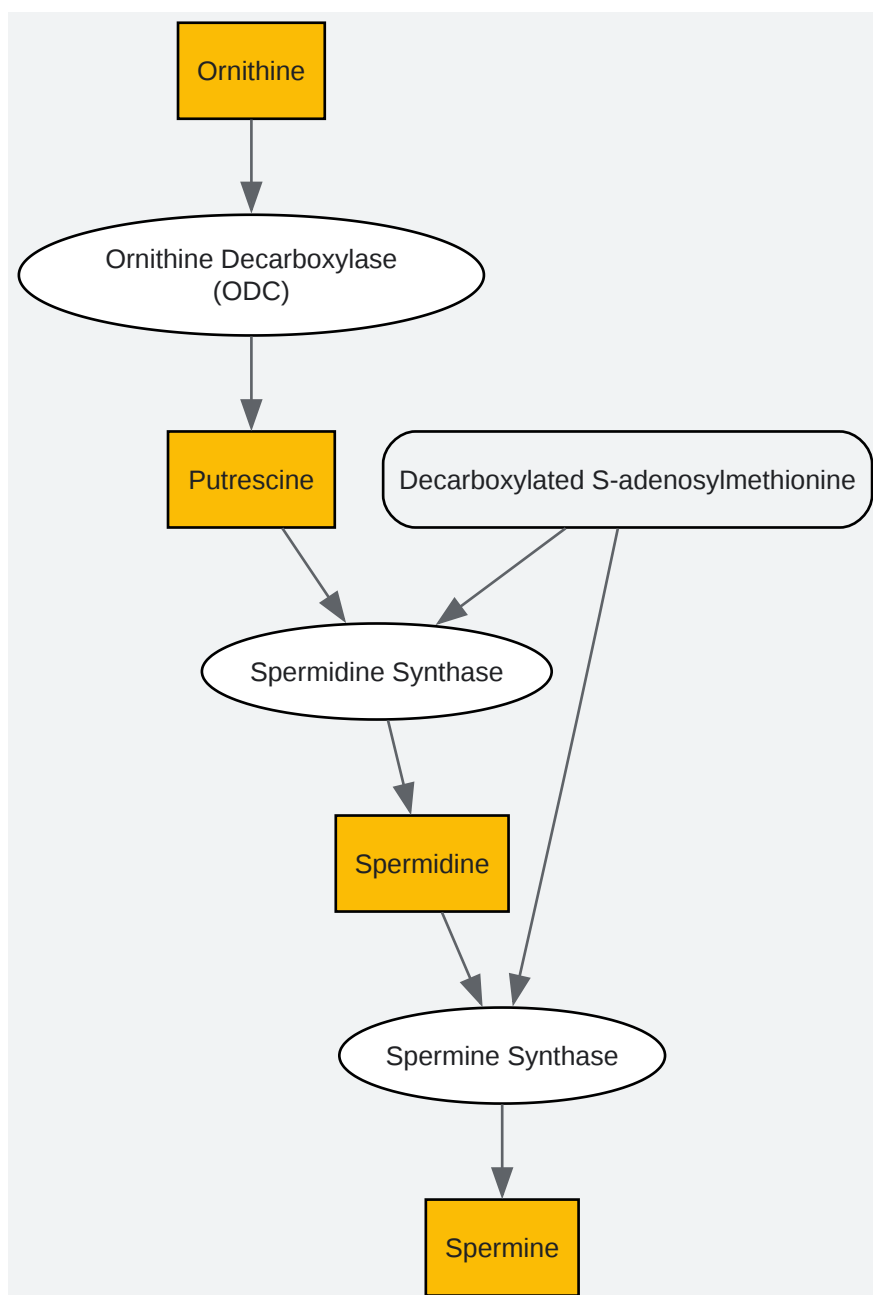 Ornithine
Ornithine Decarboxylase
(ODC)
Putrescine
Decarboxylated S-adenosylmethionine
Spermidine Synthase
Spermidine
Spermine Synthase
Spermine